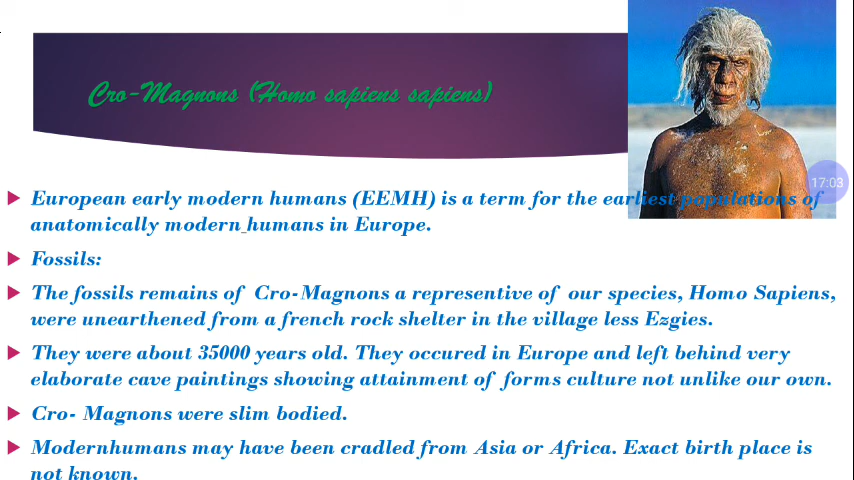 Cro-Magnons (Homo sapiens sapiens)
17:03
European early modern humans (EEMH) is a term for the earliest populations of
anatomically modern humans in Europe.
Fossils:
The fossils remains of Cro-Magnons a representive of our species, Homo Sapiens,
were unearthened from a french rock shelter in the village less Ezgies.
They were about 35000 years old. They occured in Europe and left behind very
elaborate cave paintings showing attainment of forms culture not unlike our own.
Cro- Magnons were slim bodied.
Modernhumans may have been cradled from Asia or Africa. Exact birth place is
not known.